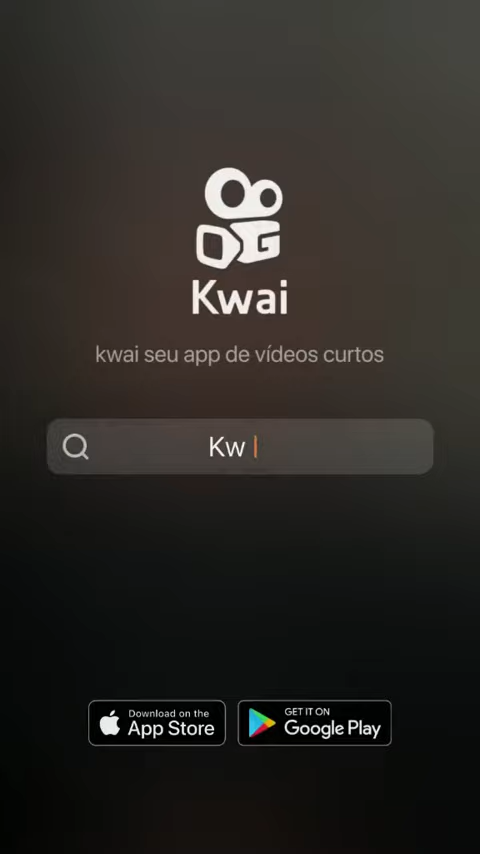 Kwai
kwai seu app de vídeos curtos
Kw
Download on the
App Store
GET IT ON
Google Play